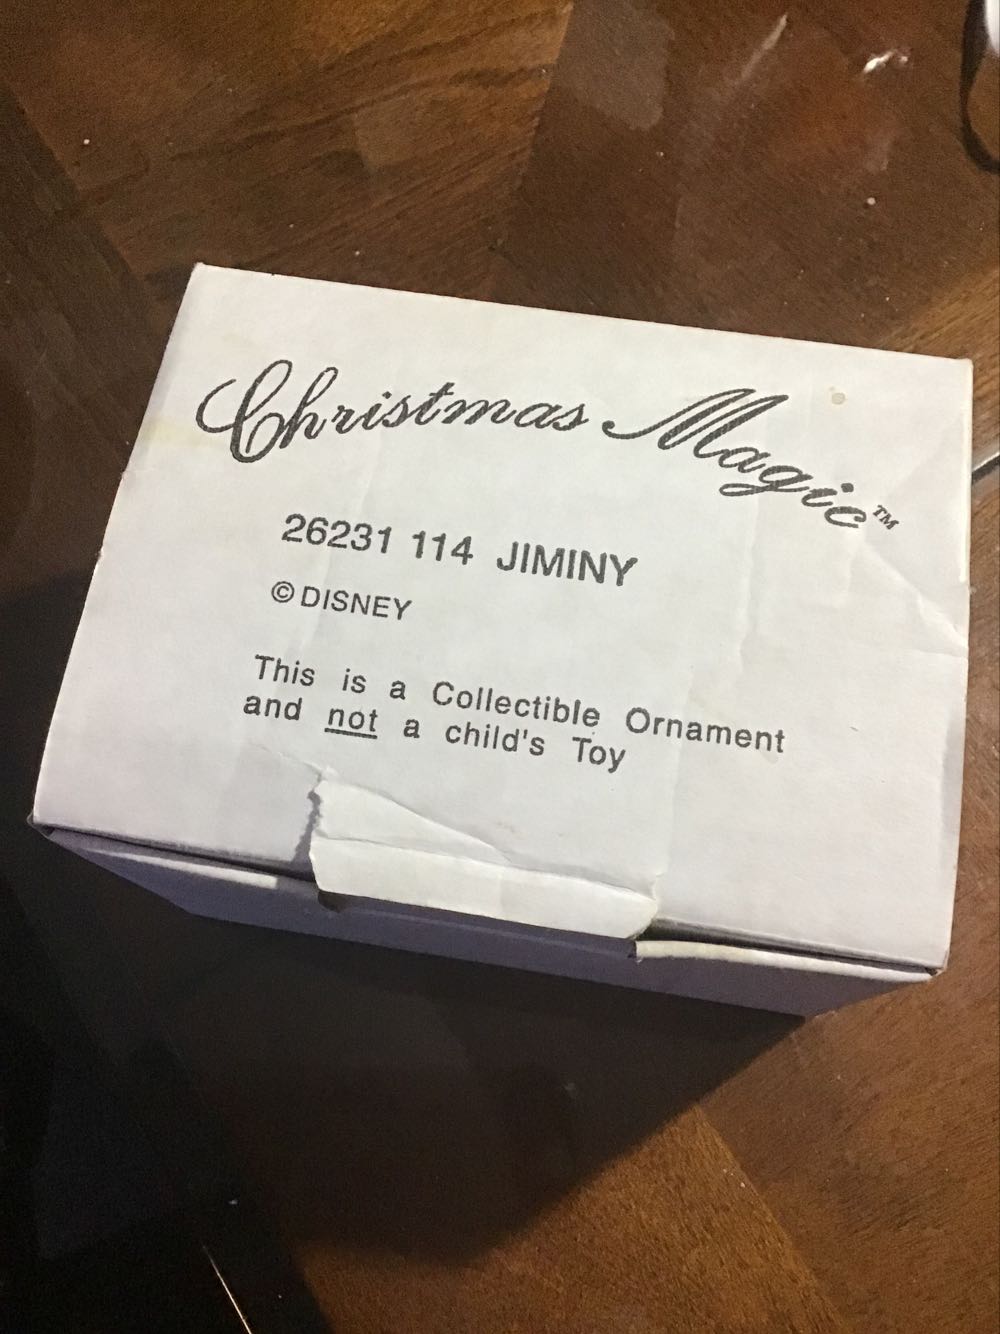 Christmas Magic™
26231 114 JIMINY
© DISNEY
This is a Collectible Ornament
and not a child's Toy